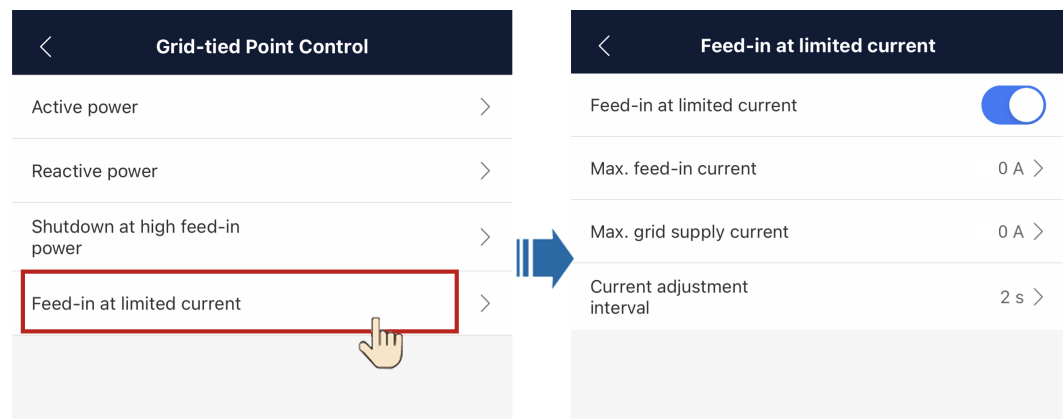 Grid-tied Point Control
Active power
Reactive power
Shutdown at high feed-in
power
Feed-in at limited current
Feed-in at limited current
Feed-in at limited current
Max. feed-in current 0 A
Max. grid supply current 0 A
Current adjustment
interval
2 s